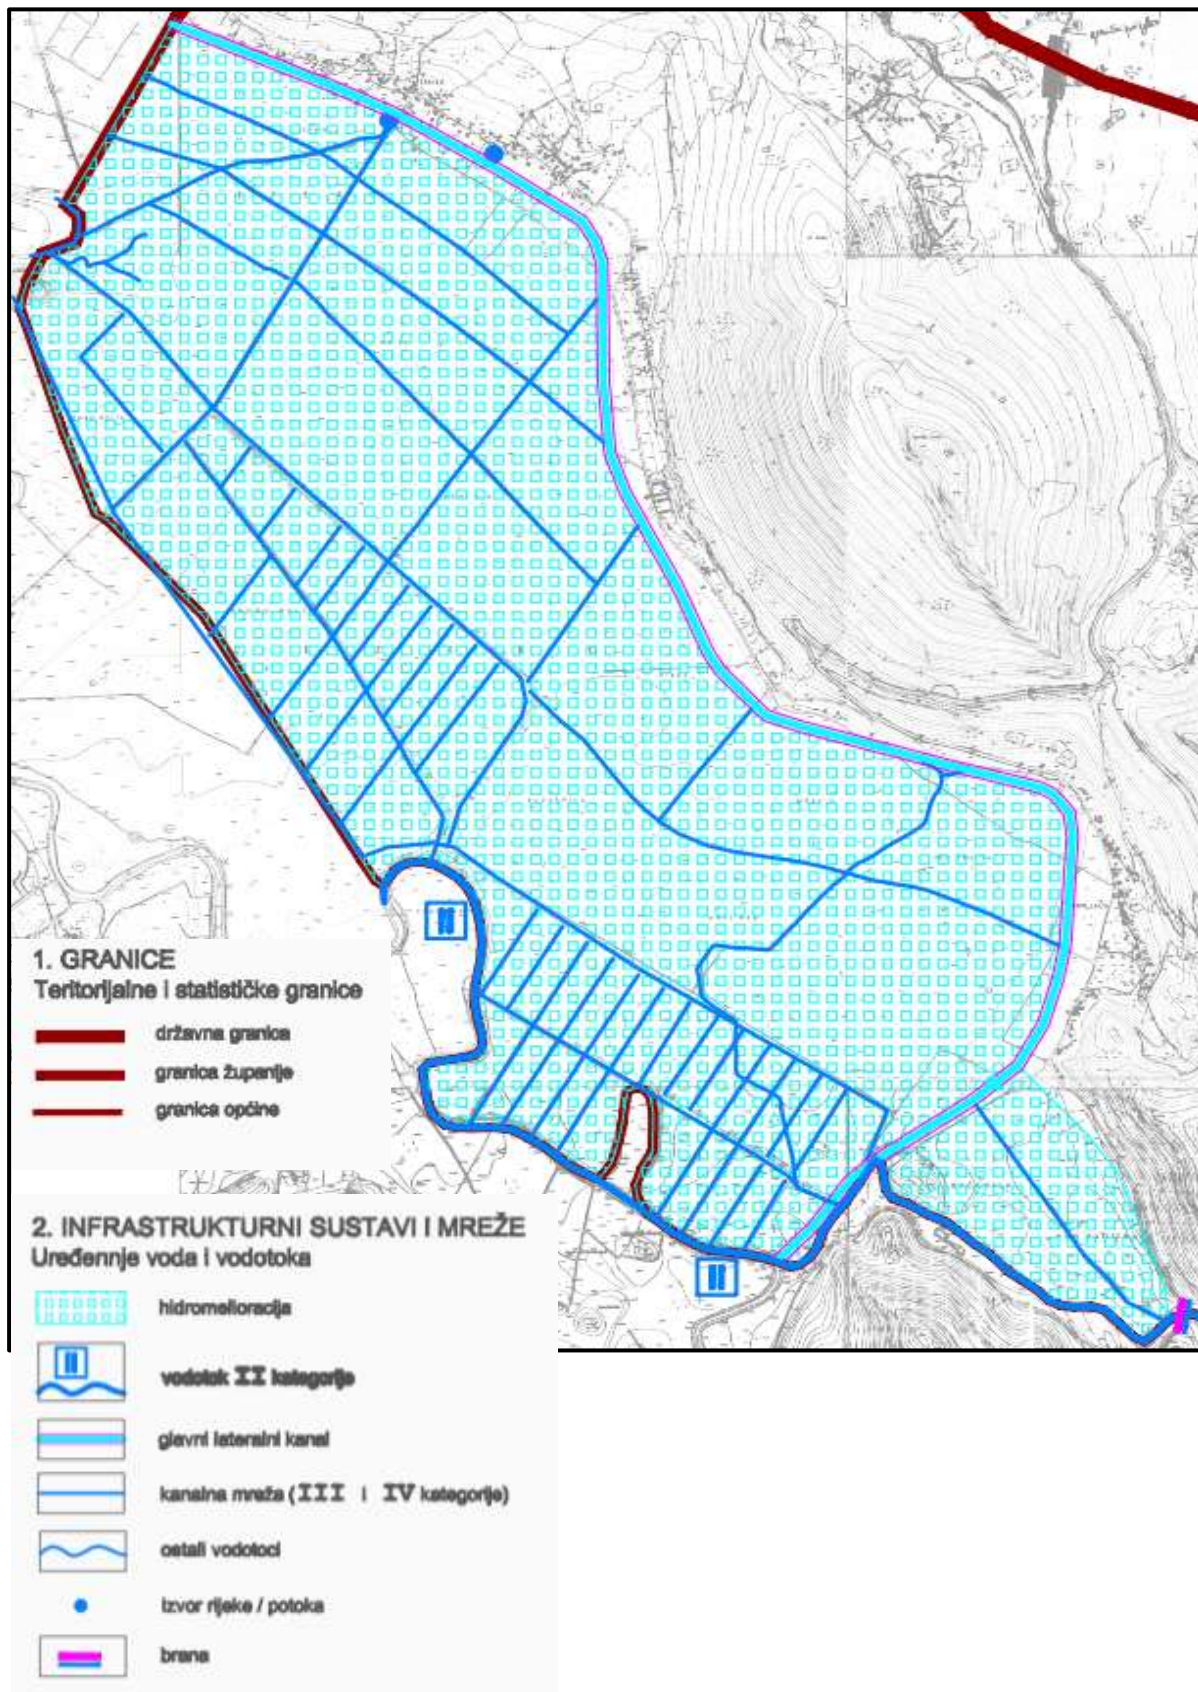 1. GRANICE
Teritorijalne i statističke granice
državna granica
granica županije
granica općine
2. INFRASTRUKTURNI SUSTAVI I MREŽE
Uređennje voda i vodotoka
hidromelioracija
II
vodotok II kategorije
glavni lateralni kanal
kanalna mreža (III i IV kategorije)
ostali vodotoci
izvor rijeke / potoka
brana
II
II